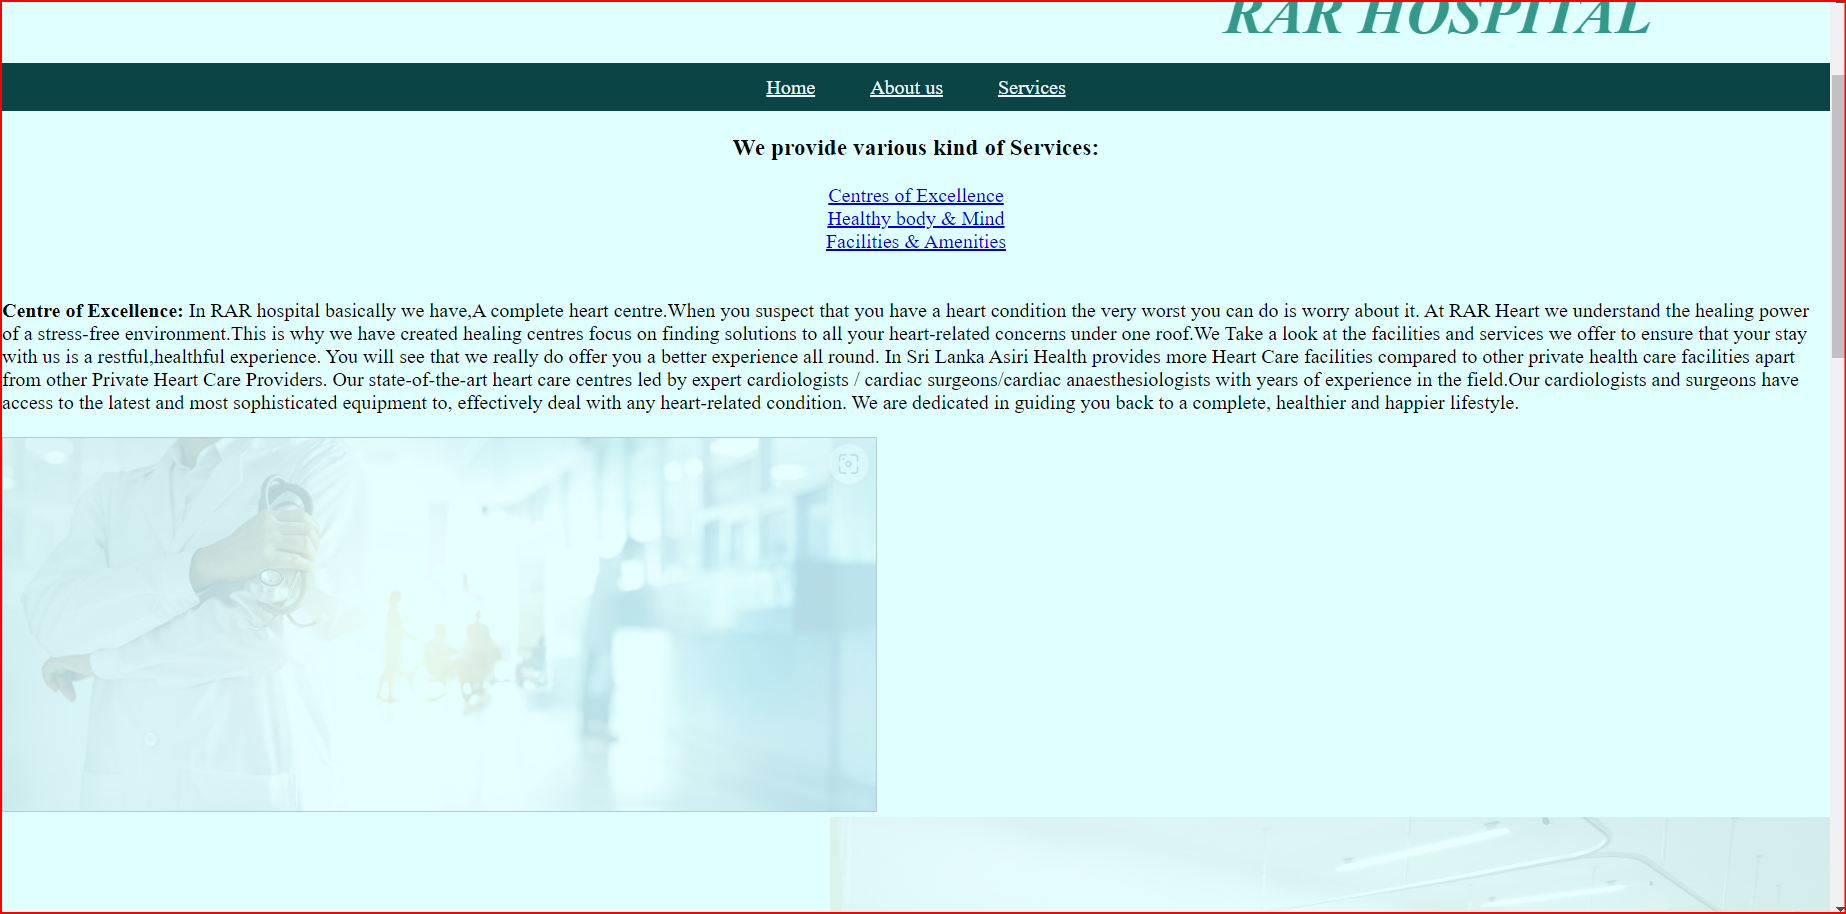 RAR HOSPITAL
Home About us Services
We provide various kind of Services:
Centres of Excellence
Healthy body & Mind
Facilities & Amenities
Centre of Excellence: In RAR hospital basically we have,A complete heart centre.When you suspect that you have a heart condition the very worst you can do is worry about it. At RAR Heart we understand the healing power
of a stress-free environment.This is why we have created healing centres focus on finding solutions to all your heart-related concerns under one roof.We Take a look at the facilities and services we offer to ensure that your stay
with us is a restful,healthful experience. You will see that we really do offer you a better experience all round. In Sri Lanka Asiri Health provides more Heart Care facilities compared to other private health care facilities apart
from other Private Heart Care Providers. Our state-of-the-art heart care centres led by expert cardiologists / cardiac surgeons/cardiac anaesthesiologists with years of experience in the field.Our cardiologists and surgeons have
access to the latest and most sophisticated equipment to, effectively deal with any heart-related condition. We are dedicated in guiding you back to a complete, healthier and happier lifestyle.